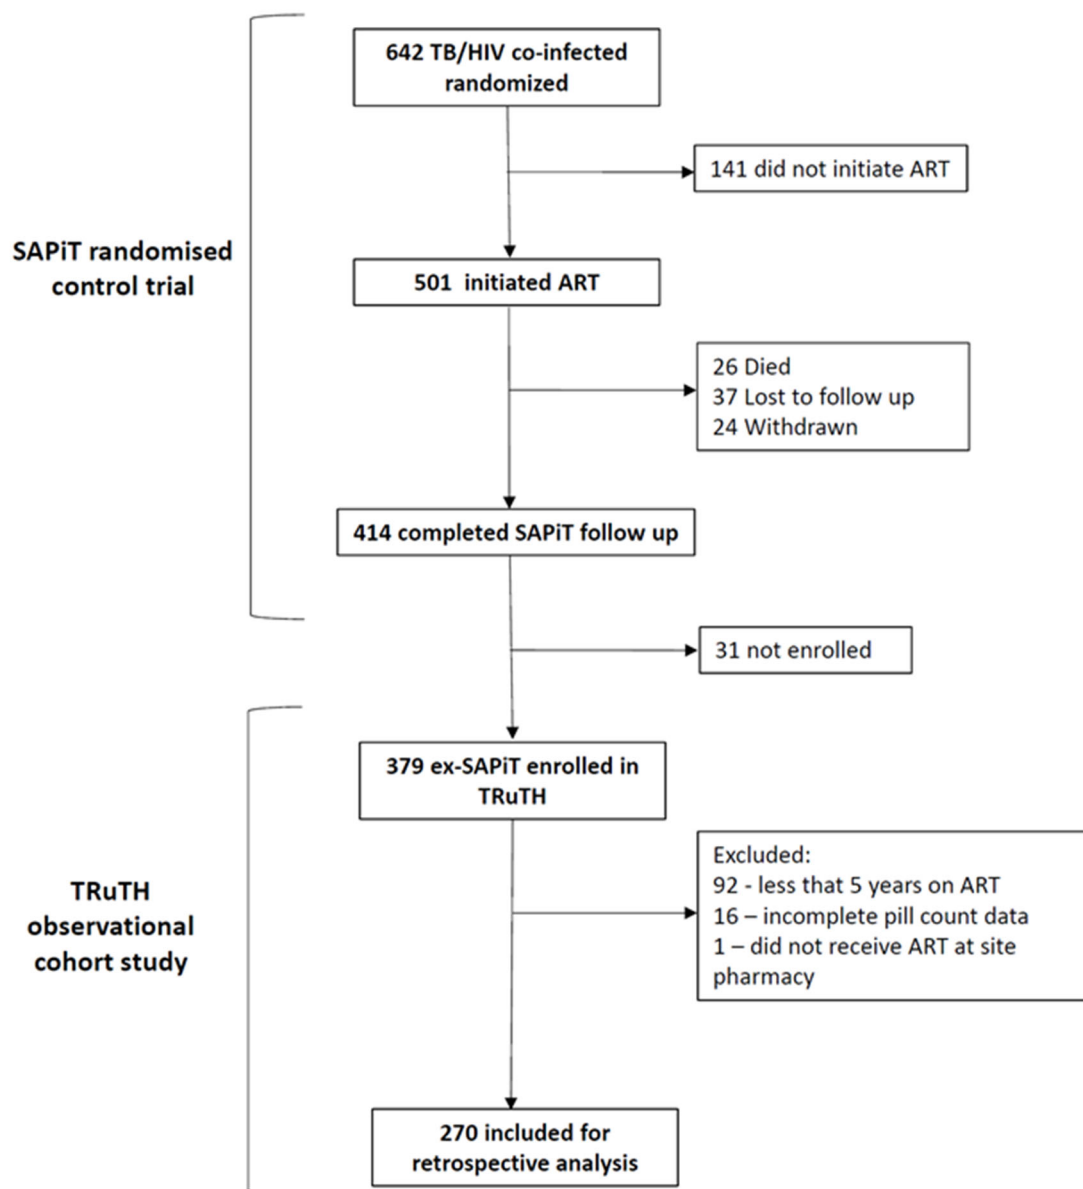 642 TB/HIV co-infected
randomized
141 did not initiate ART
SAPiT randomised
control trial
501 initiated ART
26 Died
37 Lost to follow up
24 Withdrawn
414 completed SAPiT follow up
31 not enrolled
379 ex-SAPiT enrolled in
TRuTH
Excluded:
92 - less that 5 years on ART
16 – incomplete pill count data
1 – did not receive ART at site
pharmacy
TRuTH
observational
cohort study
270 included for
retrospective analysis